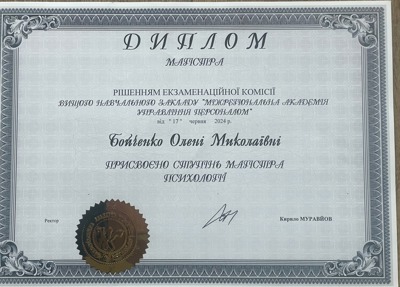 ДИПЛОМ
МАГІСТРА
РІШЕННЯМ ЕКЗАМЕНАЦІЙНОЇ КОМІСІЇ
ВИЩОГО НАВЧАЛЬНОГО ЗАКЛАДУ "МІЖРЕГІОНАЛЬНА АКАДЕМІЯ
УПРАВЛІННЯ ПЕРСОНАЛОМ"
від "17" червня 2024 р.
Бойченко Олені Миколаївні
ПРИСВОЄНО СТУПІНЬ МАГІСТРА
ПСИХОЛОГІЇ
Ректор
Кирило МУРАВЙОВ